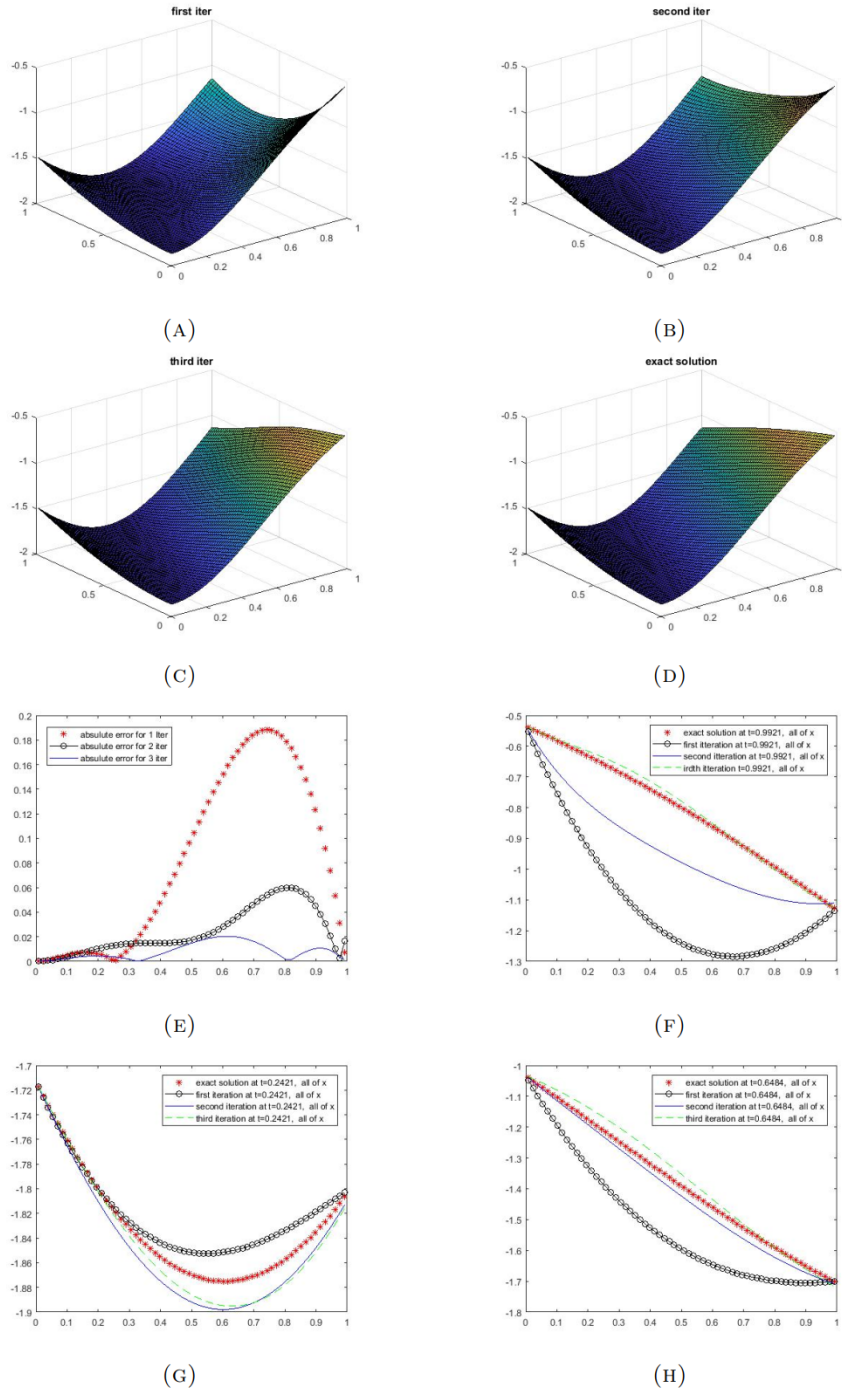 first iter
second iter
-0.5
-1
-1.5
-2
1
0.5
0
0
0.2
0.4
0.6
0.8
1
-0.5
-1
-1.5
-2
1
0.5
0
0
0.2
0.4
0.6
0.8
(A)
(B)
third iter
exact solution
-0.5
-1
-1.5
-2
1
0.5
0
0
0.2
0.4
0.6
0.8
1
-0.5
-1
-1.5
-2
1
0.5
0
0
0.2
0.4
0.6
0.8
1
(C)
(D)
0.2
0.18
0.16
0.14
0.12
0.1
0.08
0.06
0.04
0.02
0
absulute error for 1 Iter
absulute error for 2 iter
absulute error for 3 iter
0 0.1 0.2 0.3 0.4 0.5 0.6 0.7 0.8 0.9 1
-0.5
-0.6
-0.7
-0.8
-0.9
-1
-1.1
-1.2
-1.3
exact solution at t=0.9921, all of x
first itteration at t=0.9921, all of x
second iteration at t=0.9921, all of x
irdth itteration t=0.9921, all of x
0 0.1 0.2 0.3 0.4 0.5 0.6 0.7 0.8 0.9 1
(E)
(F)
-1.7
-1.72
-1.74
-1.76
-1.78
-1.8
-1.82
-1.84
-1.86
-1.88
-1.9
exact solution at t=0.2421, all of x
first iteration at t=0.2421, all of x
second iteration at t=0.2421, all of x
third iteration at t=0.2421, all of x
0 0.1 0.2 0.3 0.4 0.5 0.6 0.7 0.8 0.9 1
-1
-1.1
-1.2
-1.3
-1.4
-1.5
-1.6
-1.7
-1.8
exact solution at t=0.6484, all of x
first itteration at t=0.6484, all of x
second iteration at t=0.6484, all of x
third iteration at t=0.6484, all of x
0 0.1 0.2 0.3 0.4 0.5 0.6 0.7 0.8 0.9 1
(G)
(H)